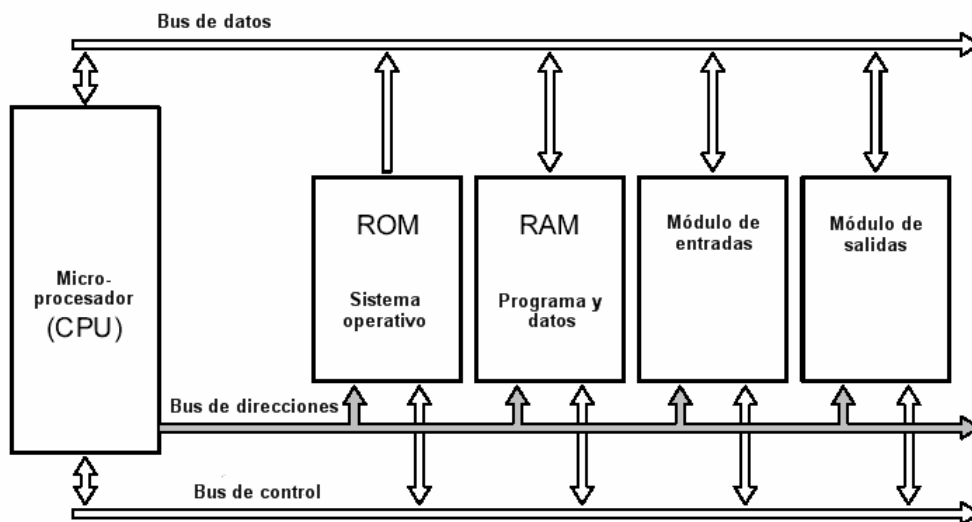 Bus de datos
Micro-
procesador
(CPU)
ROM
Sistema
operativo
RAM
Programa y
datos
Módulo de
entradas
Módulo de
salidas
Bus de direcciones
Bus de control